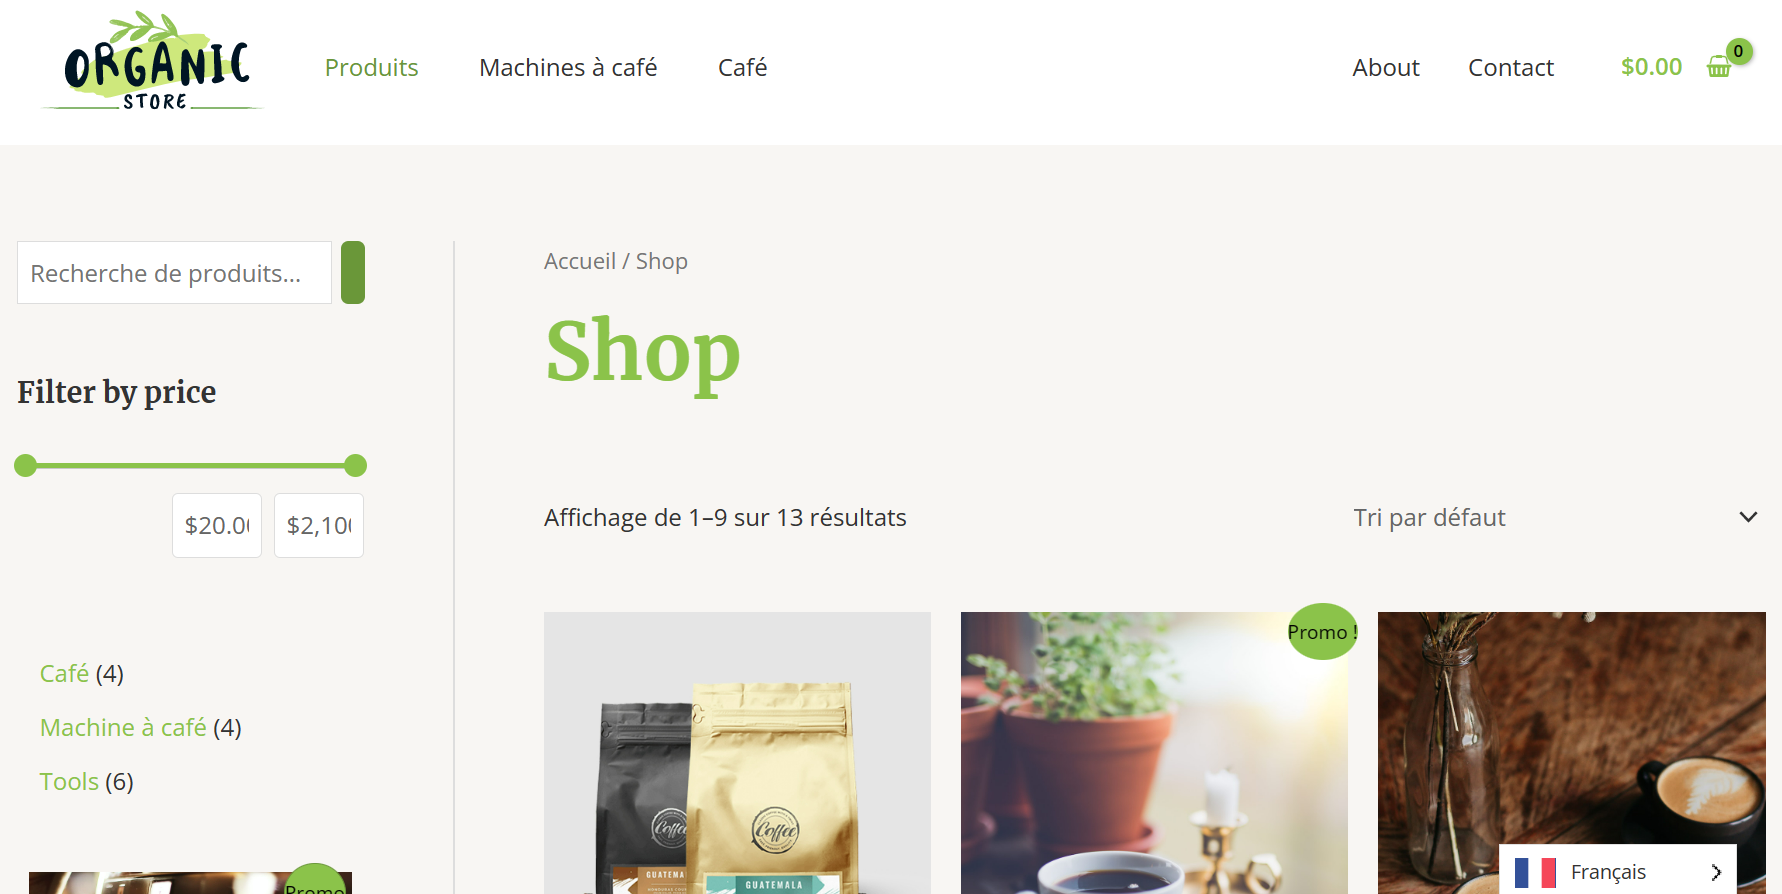 ORGANIC
STORE
Produits
Machines à café
Café
About
Contact
$0.00
0
Recherche de produits…
Filter by price
$20.0
$2,10
Café (4)
Machine à café (4)
Tools (6)
Promo
Accueil / Shop
Shop
Affichage de 1–9 sur 13 résultats
Tri par défaut
Promo !
Coffee
Coffee
GUATEMA
GUATEMALA
Français